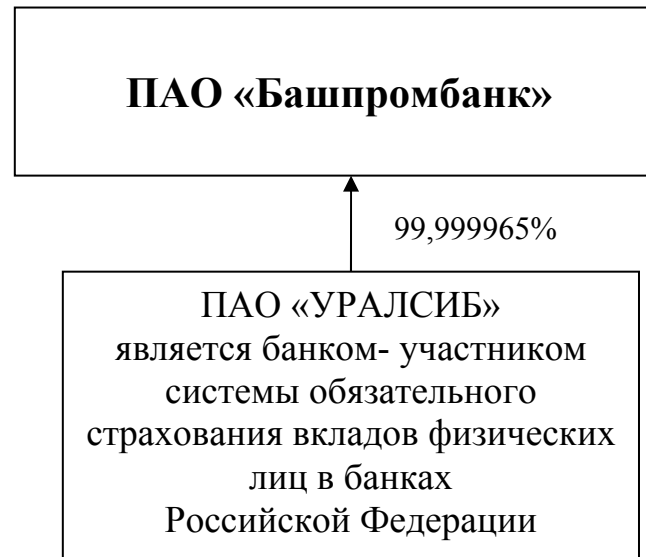 ПАО «Башпромбанк»
99,999965%
ПАО «УРАЛСИБ»
является банком- участником
системы обязательного
страхования вкладов физических
лиц в банках
Российской Федерации